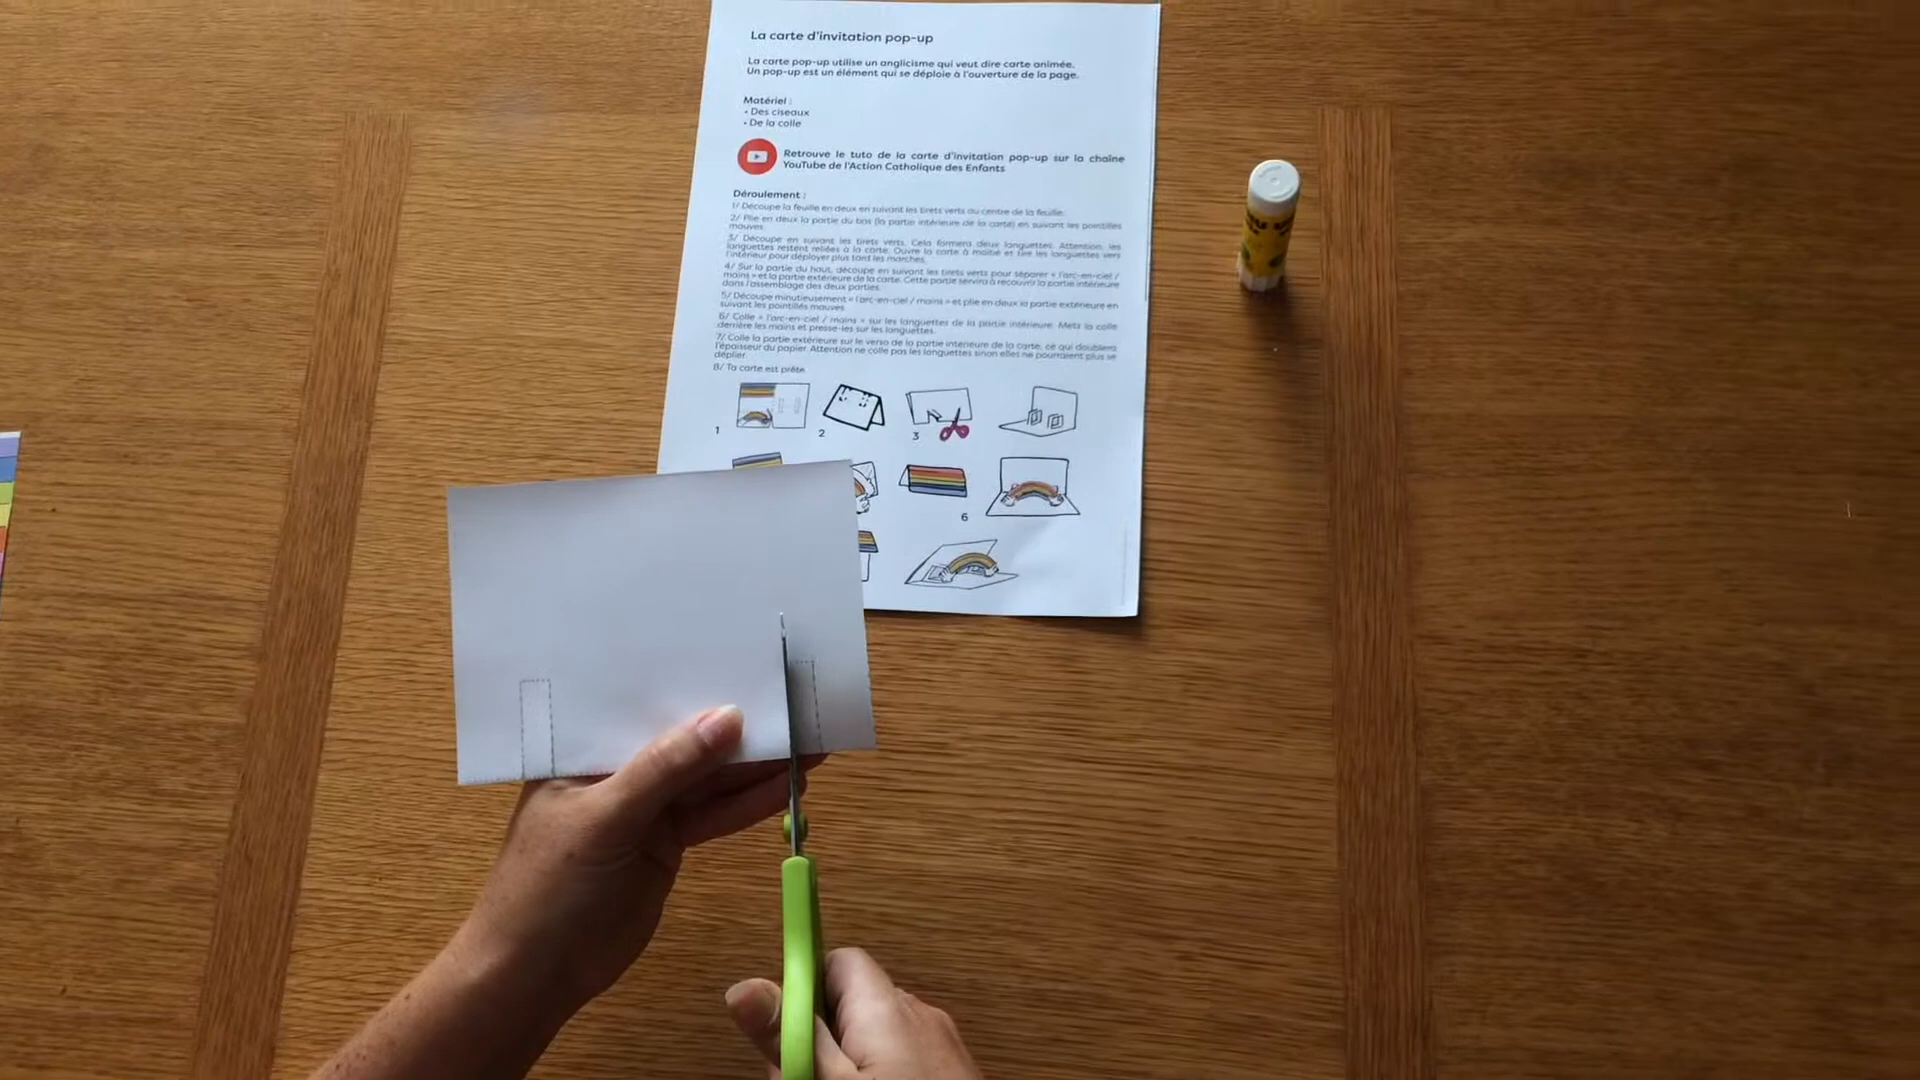 La carte d'invitation pop-up
La carte pop-up utilise un anglicisme qui veut dire carte animée.
Un pop-up est un élément qui se déploie à l'ouverture de la page.
Matériel :
• Des ciseaux
• De la colle
Retrouve le tuto de la carte d'invitation pop-up sur la chaîne
YouTube de l'Action Catholique des Enfants
Déroulement :
1/ Découpe la feuille en deux en suivant les tirets verts au centre de la feuille.
2/ Plie en deux la partie du bas (la partie intérieure de la carte) en suivant les pointillés
mauves.
3/ Découpe en suivant les tirets verts. Cela formera deux languettes. Attention, les
languettes restent reliées à la carte. Ouvre la carte à moitié et tire les languettes vers
l'intérieur pour déployer plus tard les marches.
4/ Sur la partie du haut, découpe en suivant les tirets verts pour séparer « l'arc-en-ciel /
mains » et la partie extérieure de la carte. Cette partie servira à recouvrir la partie intérieure
dans l'assemblage des deux parties.
5/ Découpe minutieusement « l'arc-en-ciel / mains » et plie en deux la partie extérieure en
suivant les pointillés mauves.
6/ Colle « l'arc-en-ciel / mains » sur les languettes de la partie intérieure. Mets la colle
derrière les mains et presse-les sur les languettes.
7/ Colle la partie extérieure sur le verso de la partie intérieure de la carte, ce qui doublera
l'épaisseur du papier. Attention ne colle pas les languettes sinon elles ne pourraient plus se
déplier.
8/ Ta carte est prête.
1
2
3
6